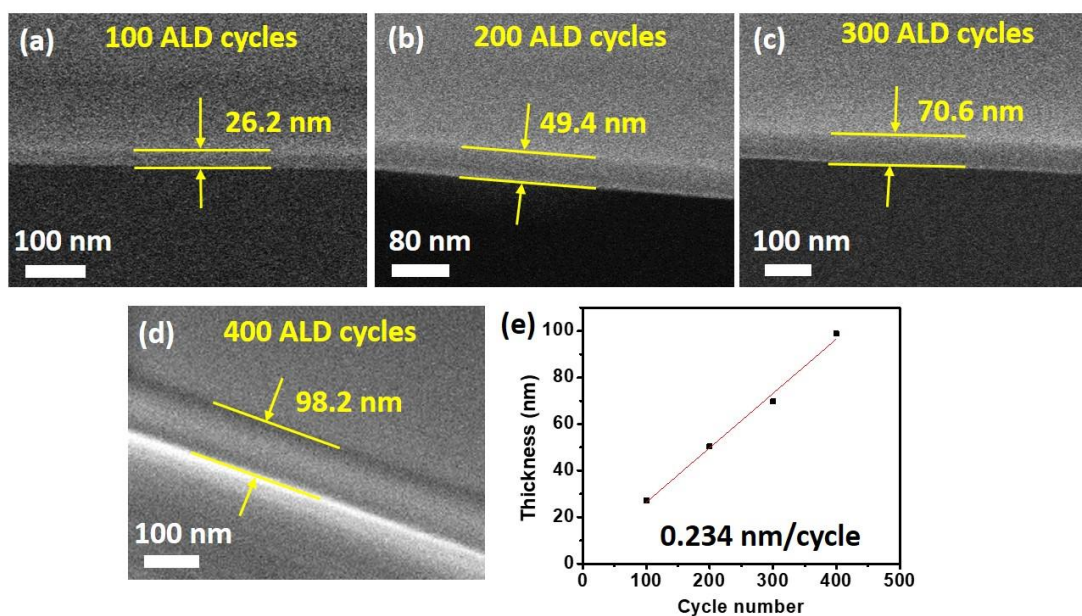 (a) 100 ALD cycles
26.2 nm
100 nm
(b) 200 ALD cycles
49.4 nm
80 nm
(c) 300 ALD cycles
70.6 nm
100 nm
(d) 400 ALD cycles
98.2 nm
100 nm
(e)
Thickness (nm)
100
80
60
40
20
0
0 100 200 300 400 500
0.234 nm/cycle
Cycle number